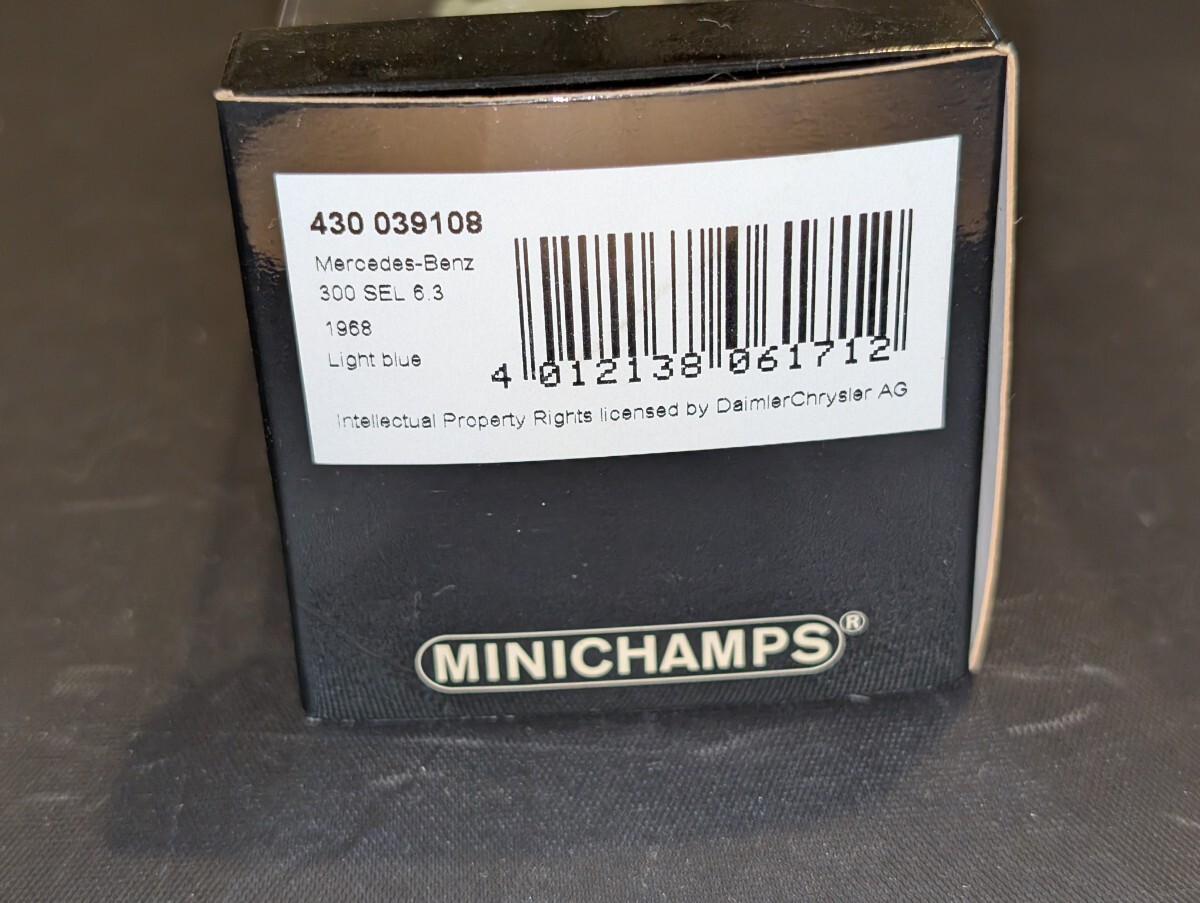 430 039108
Mercedes-Benz
300 SEL 6.3
1968
Light blue
4 012138 061712
Intellectual Property Rights licensed by DaimlerChrysler AG
MINICHAMPS®